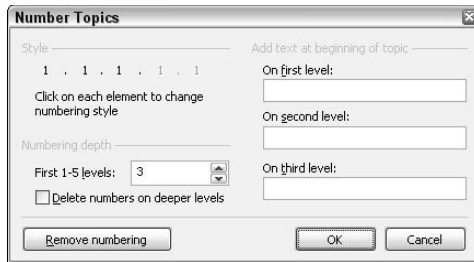 Number Topics
Style
1 . 1 . 1 . 1 . 1
Click on each element to change
numbering style
Numbering depth
First 1-5 levels: 3
Delete numbers on deeper levels
Remove numbering
Add text at beginning of topic
On first level:
On second level:
On third level:
OK
Cancel